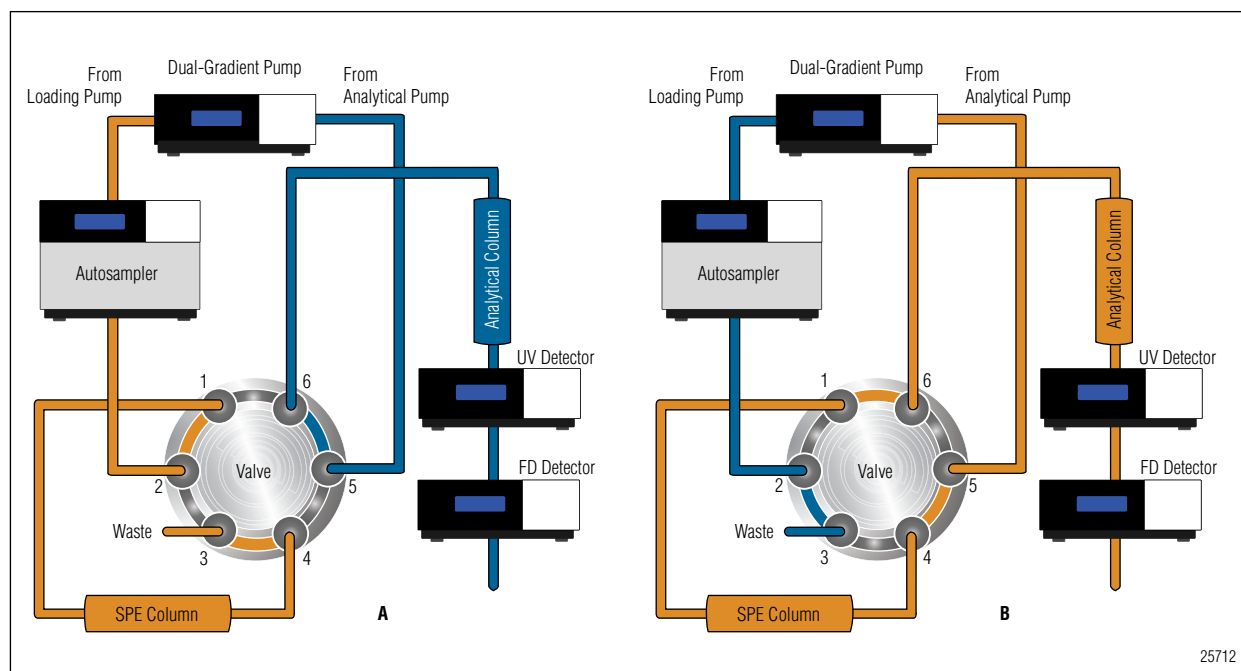 From
Loading Pump
Dual-Gradient Pump
From
Analytical Pump
Autosampler
Analytical Column
UV Detector
FD Detector
1
6
2
Valve
5
Waste
3
4
SPE Column
A
From
Loading Pump
Dual-Gradient Pump
From
Analytical Pump
Autosampler
Analytical Column
UV Detector
FD Detector
1
6
2
Valve
5
Waste
3
4
SPE Column
B
25712